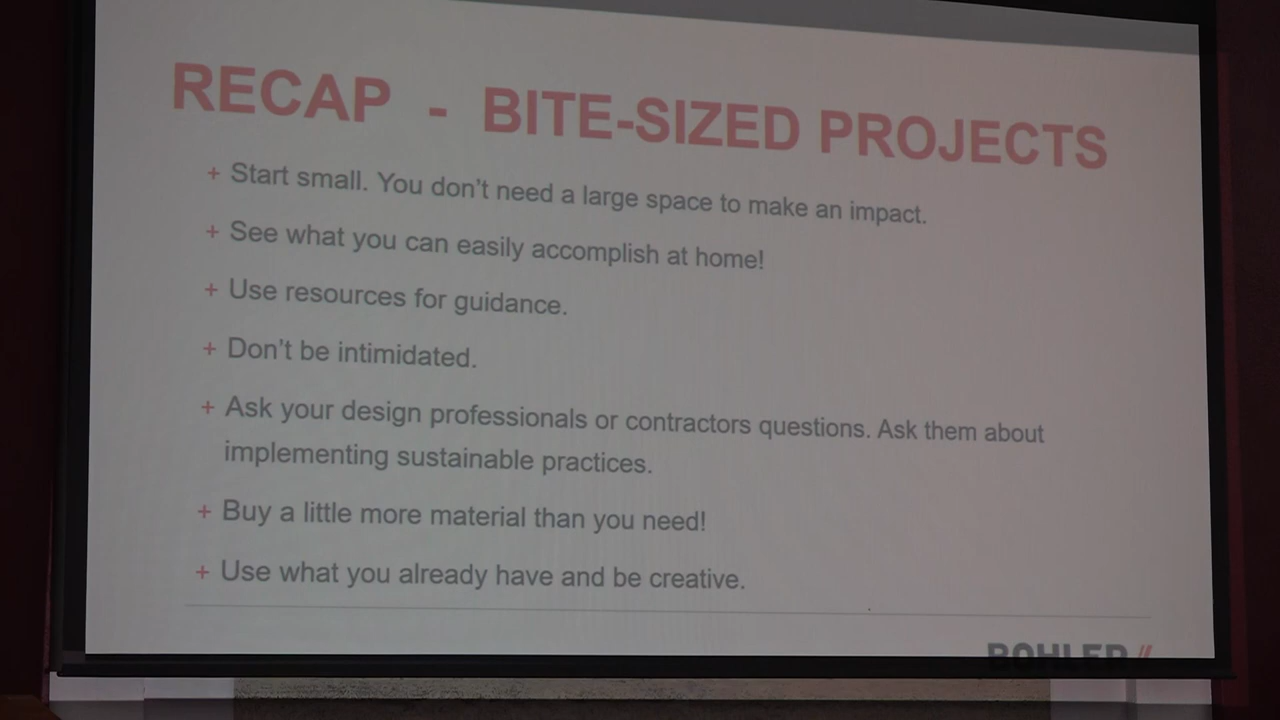 RECAP - BITE-SIZED PROJECTS
+ Start small. You don't need a large space to make an impact.
+ See what you can easily accomplish at home!
+ Use resources for guidance.
+ Don't be intimidated.
+ Ask your design professionals or contractors questions. Ask them about
implementing sustainable practices.
+ Buy a little more material than you need!
+ Use what you already have and be creative.
BOHLER //